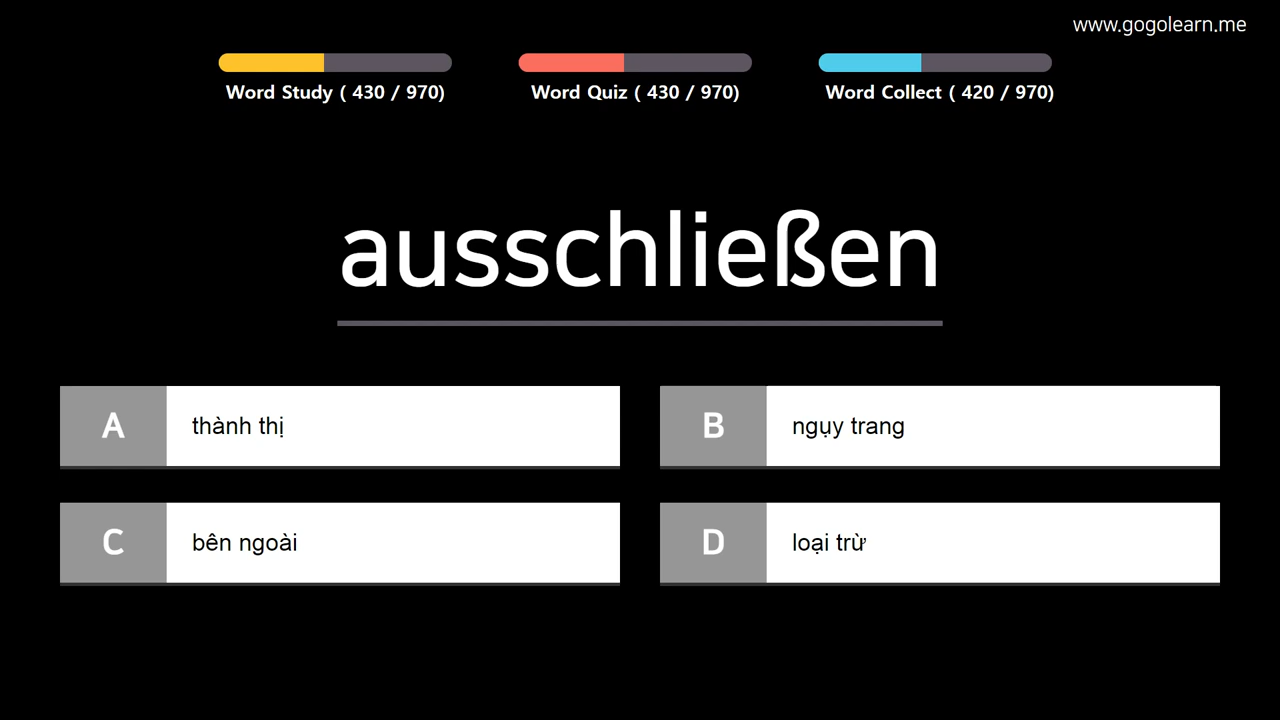 www.gogolearn.me
Word Study ( 430 / 970)
Word Quiz ( 430 / 970)
Word Collect ( 420 / 970)
ausschließen
A thành thị
B ngụy trang
C bên ngoài
D loại trừ